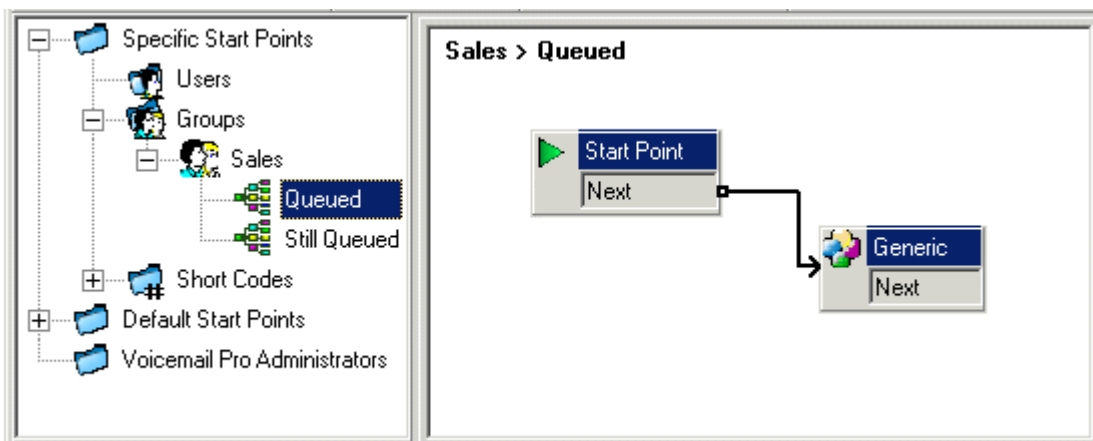 Specific Start Points
Users
Groups
Sales
Queued
Still Queued
Short Codes
Default Start Points
Voicemail Pro Administrators
Sales > Queued
Start Point
Next
Generic
Next